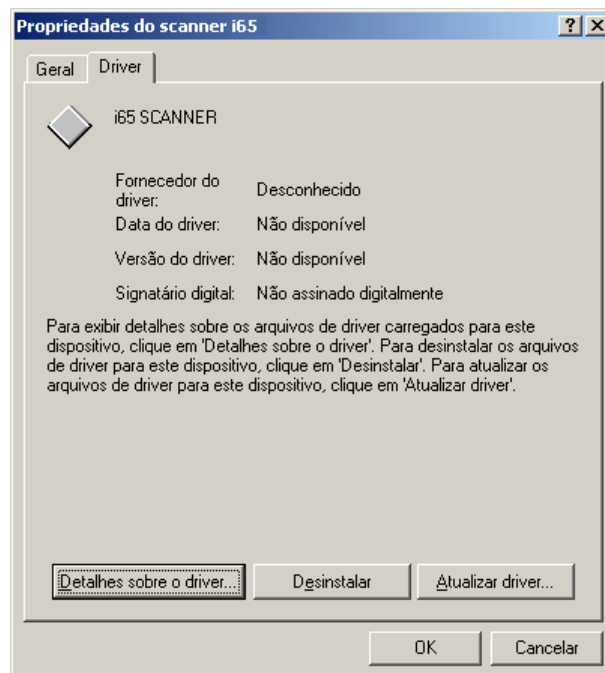 Propriedades do scanner i65
Geral
Driver
i65 SCANNER
Fornecedor do driver: Desconhecido
Data do driver: Não disponível
Versão do driver: Não disponível
Signatário digital: Não assinado digitalmente
Para exibir detalhes sobre os arquivos de driver carregados para este
dispositivo, clique em 'Detalhes sobre o driver'. Para desinstalar os arquivos
de driver para este dispositivo, clique em 'Desinstalar'. Para atualizar os
arquivos de driver para este dispositivo, clique em 'Atualizar driver'.
Detalhes sobre o driver...
Desinstalar
Atualizar driver...
OK
Cancelar